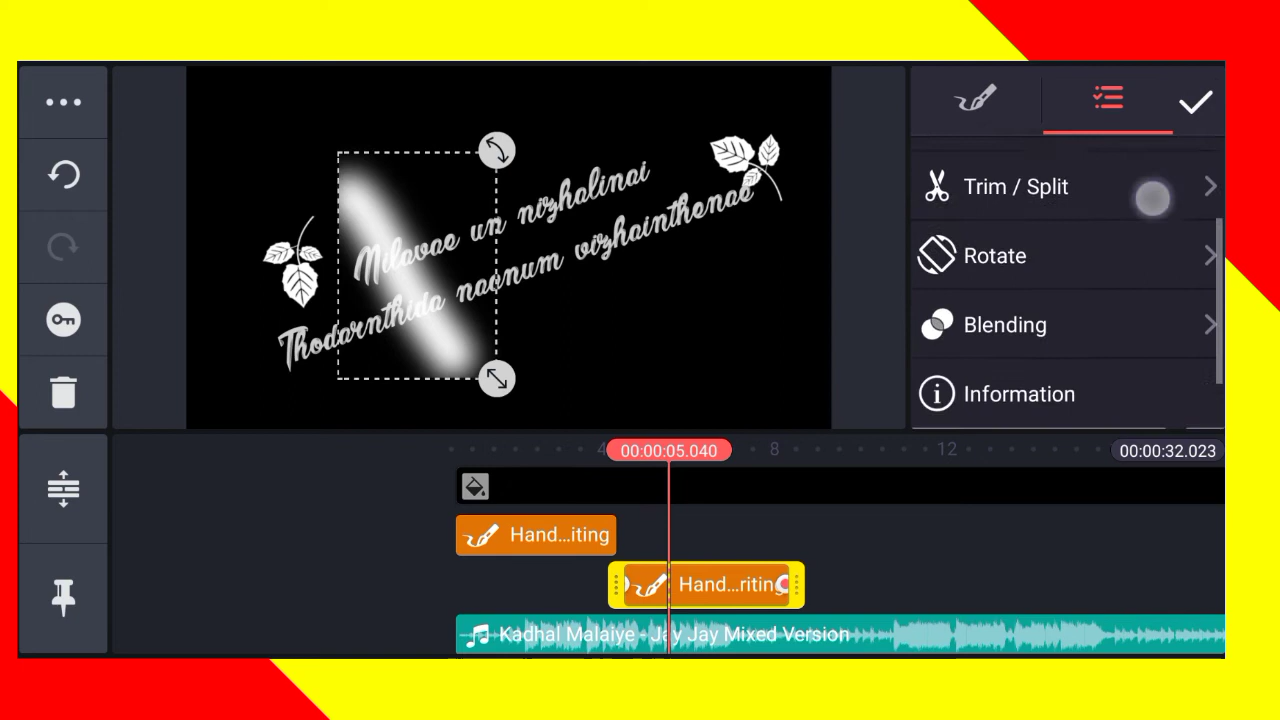 Milavae un nizhalinai
Thodarnthida naanum vizhainthenae
Trim / Split
Rotate
Blending
Information
4
00:00:05.040
8
12
00:00:32.023
Hand...iting
Hand...riting
Kadhal Malaiye - Jay Jay Mixed Version